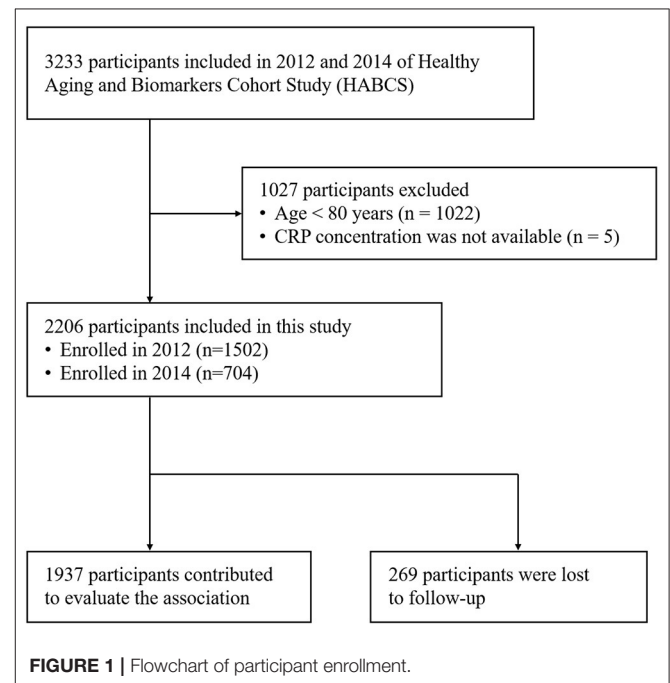 3233 participants included in 2012 and 2014 of Healthy
Aging and Biomarkers Cohort Study (HABCS)
1027 participants excluded
• Age < 80 years (n = 1022)
• CRP concentration was not available (n = 5)
2206 participants included in this study
• Enrolled in 2012 (n=1502)
• Enrolled in 2014 (n=704)
1937 participants contributed
to evaluate the association
269 participants were lost
to follow-up
FIGURE 1 | Flowchart of participant enrollment.